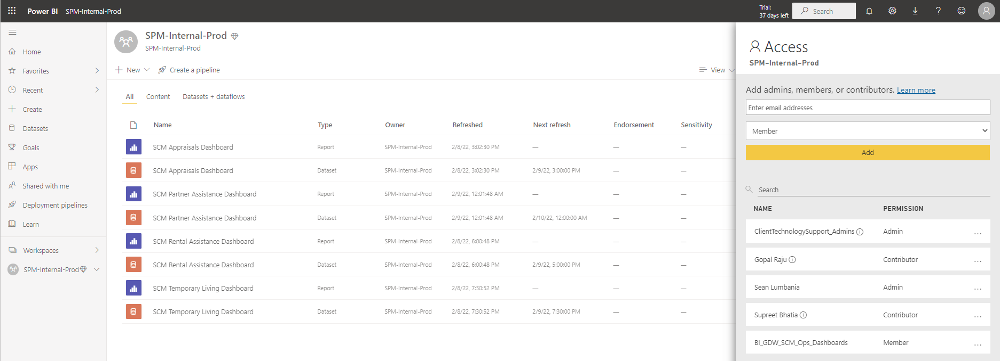 Power BI SPM-Internal-Prod
Trial:
37 days left
Search
Home
Favorites
Recent
Create
Datasets
Goals
Apps
Shared with me
Deployment pipelines
Learn
Workspaces
SPM-Internal-Prod
SPM-Internal-Prod
SPM-Internal-Prod
New
Create a pipeline
View
All Content Datasets + dataflows
Name Type Owner Refreshed Next refresh Endorsement Sensitivity
SCM Appraisals Dashboard Report SPM-Internal-Prod 2/8/22, 3:02:30 PM — — —
SCM Appraisals Dashboard Dataset SPM-Internal-Prod 2/8/22, 3:02:30 PM 2/9/22, 3:00:00 PM — —
SCM Partner Assistance Dashboard Report SPM-Internal-Prod 2/9/22, 12:01:48 AM — — —
SCM Partner Assistance Dashboard Dataset SPM-Internal-Prod 2/9/22, 12:01:48 AM 2/10/22, 12:00:00 AM — —
SCM Rental Assistance Dashboard Report SPM-Internal-Prod 2/8/22, 6:00:48 PM — — —
SCM Rental Assistance Dashboard Dataset SPM-Internal-Prod 2/8/22, 6:00:48 PM 2/9/22, 5:00:00 PM — —
SCM Temporary Living Dashboard Report SPM-Internal-Prod 2/8/22, 7:30:52 PM — — —
SCM Temporary Living Dashboard Dataset SPM-Internal-Prod 2/8/22, 7:30:52 PM 2/9/22, 7:30:00 PM — —
Access
SPM-Internal-Prod
Add admins, members, or contributors. Learn more
Enter email addresses
Member
Add
Search
NAME PERMISSION
ClientTechnologySupport_Admins Admin ...
Gopal Raju Contributor ...
Sean Lumbania Admin ...
Supreet Bhatia Contributor ...
BI_GDW_SCM_Ops_Dashboards Member ...